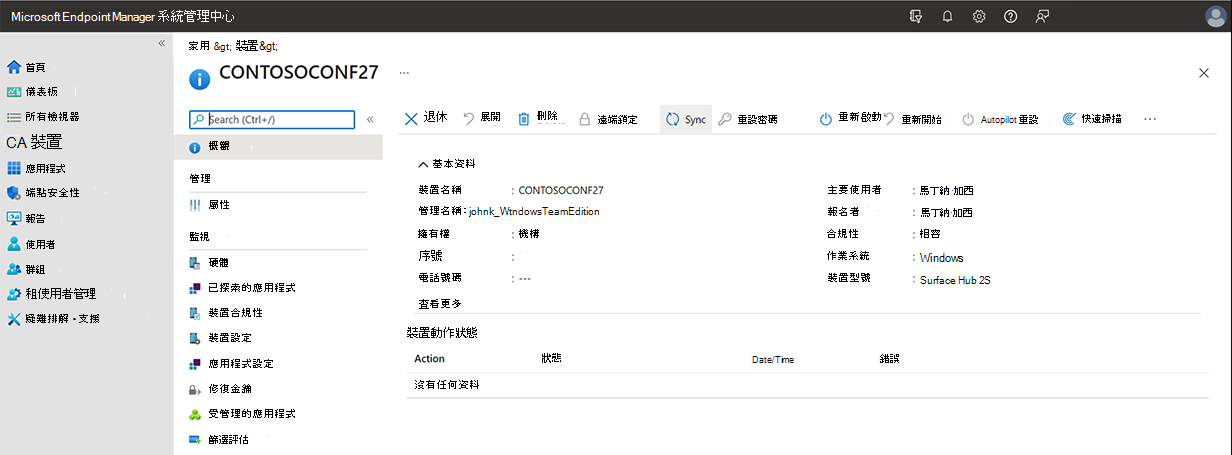 Microsoft Endpoint Manager 系統管理中心
«
家用 &gt; 裝置&gt;
CONTOSOCONF27 ...
首頁
儀表板
所有檢視器
CA 裝置
應用程式
端點安全性
報告
使用者
群組
租使用者管理
疑難排解 + 支援
Search (Ctrl+/) «
概觀
管理
屬性
監視
硬體
已探索的應用程式
裝置合規性
裝置設定
應用程式設定
修復金鑰
受管理的應用程式
篩選評估
退休 展開 刪除 遠端鎖定 Sync 重設密碼 重新啟動 重新開始 Autopilot 重設 快速掃描 ...
基本資料
裝置名稱 : CONTOSOCONF27 主要使用者 : 馬丁納·加西
管理名稱: johnk_WtndowsTeamEdition 報名者 : 馬丁納·加西
擁有權 : 機構 合規性 : 相容
序號 : 作業系統 : Windows
電話號碼 : --- 裝置型號 : Surface Hub 2S
查看更多
裝置動作狀態
Action 狀態 Date/Time 錯誤
沒有任何資料